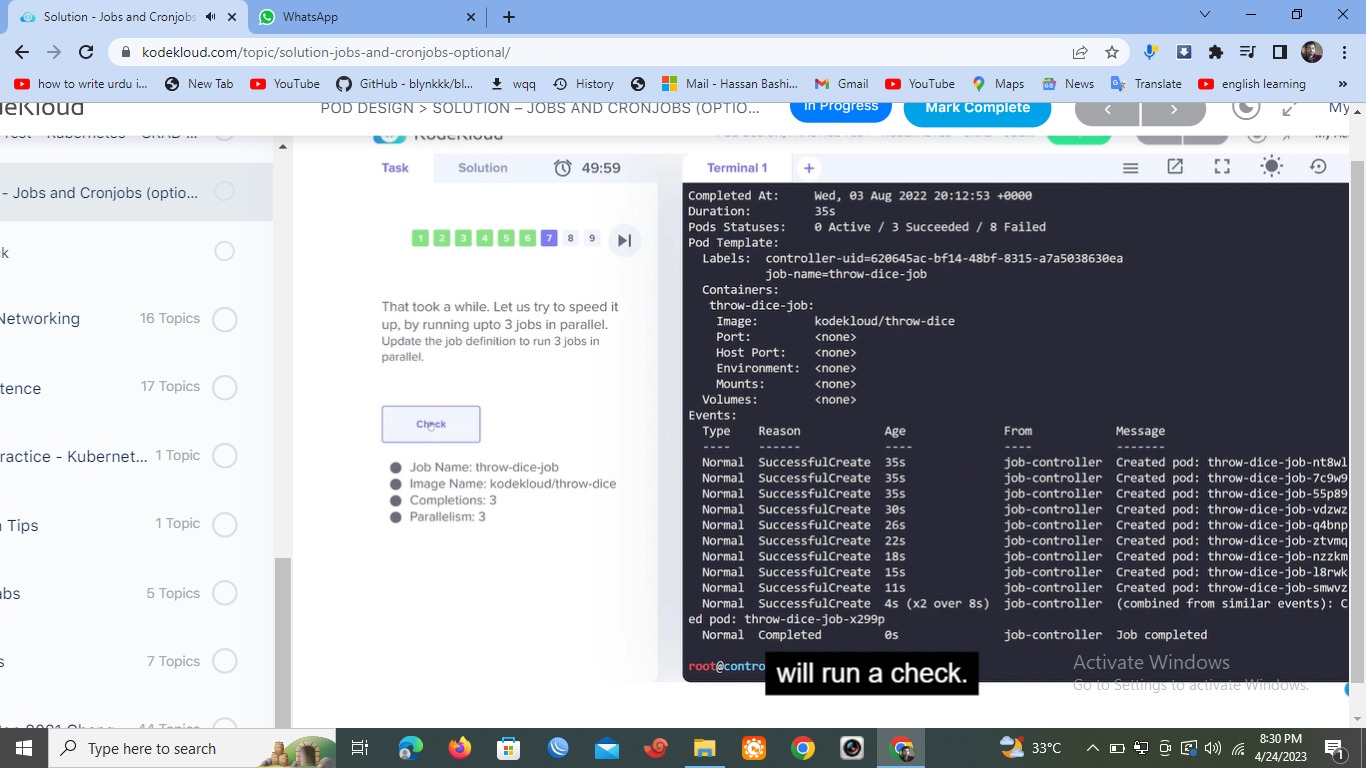 Solution - Jobs and Cronjobs
WhatsApp
kodekloud.com/topic/solution-jobs-and-cronjobs-optional/
how to write urdu i...
New Tab
YouTube
GitHub - blynkk/bl...
wqq
History
Mail - Hassan Bashi...
Gmail
YouTube
Maps
News
Translate
english learning
»
POD DESIGN > SOLUTION – JOBS AND CRONJOBS (OPTIO...
In Progress
Mark Complete
My
- Jobs and Cronjobs (optio...
Networking
16 Topics
tence
17 Topics
ractice - Kubernet...
1 Topic
Tips
1 Topic
abs
5 Topics
s
7 Topics
Task
Solution
49:59
1 2 3 4 5 6 7 8 9
That took a while. Let us try to speed it
up, by running upto 3 jobs in parallel.
Update the job definition to run 3 jobs in
parallel.
Check
Job Name: throw-dice-job
Image Name: kodekloud/throw-dice
Completions: 3
Parallelism: 3
Terminal 1
+
Completed At: Wed, 03 Aug 2022 20:12:53 +0000
Duration: 35s
Pods Statuses: 0 Active / 3 Succeeded / 8 Failed
Pod Template:
Labels: controller-uid=620645ac-bf14-48bf-8315-a7a5038630ea
job-name=throw-dice-job
Containers:
throw-dice-job:
Image: kodekloud/throw-dice
Port: <none>
Host Port: <none>
Environment: <none>
Mounts: <none>
Volumes: <none>
Events:
Type Reason Age From Message
---- ------ ---- ---- -------
Normal SuccessfulCreate 35s job-controller Created pod: throw-dice-job-nt8wl
Normal SuccessfulCreate 35s job-controller Created pod: throw-dice-job-7c9w9
Normal SuccessfulCreate 35s job-controller Created pod: throw-dice-job-55p89
Normal SuccessfulCreate 30s job-controller Created pod: throw-dice-job-vdzwz
Normal SuccessfulCreate 26s job-controller Created pod: throw-dice-job-q4bnp
Normal SuccessfulCreate 22s job-controller Created pod: throw-dice-job-ztvmq
Normal SuccessfulCreate 18s job-controller Created pod: throw-dice-job-nzzkm
Normal SuccessfulCreate 15s job-controller Created pod: throw-dice-job-l8rwk
Normal SuccessfulCreate 11s job-controller Created pod: throw-dice-job-smwvz
Normal SuccessfulCreate 4s (x2 over 8s) job-controller (combined from similar events): C
ed pod: throw-dice-job-x299p
Normal Completed 0s job-controller Job completed
root@contro
will run a check.
Activate Windows
Go to Settings to activate Windows.
Type here to search
33°C
8:30 PM
4/24/2023
1